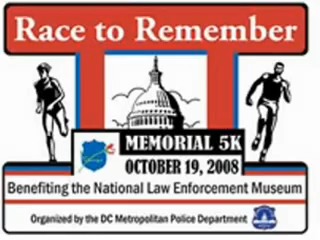 Race to Remember
MEMORIAL 5K
OCTOBER 19, 2008
Benefiting the National Law Enforcement Museum
Organized by the DC Metropolitan Police Department